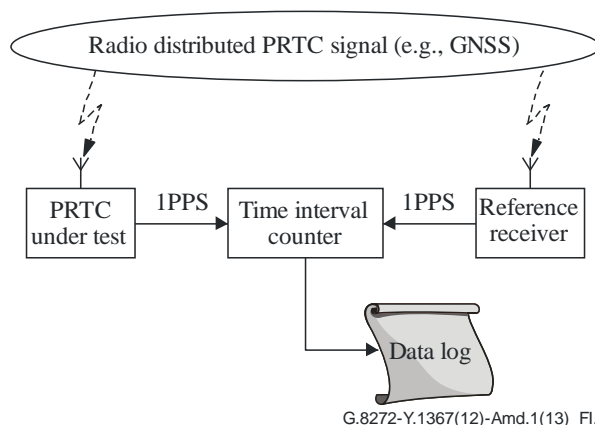 Radio distributed PRTC signal (e.g., GNSS)
PRTC
under test
1PPS
Time interval
counter
1PPS
Reference
receiver
Data log
G.8272-Y.1367(12)-Amd.1(13)_FI.